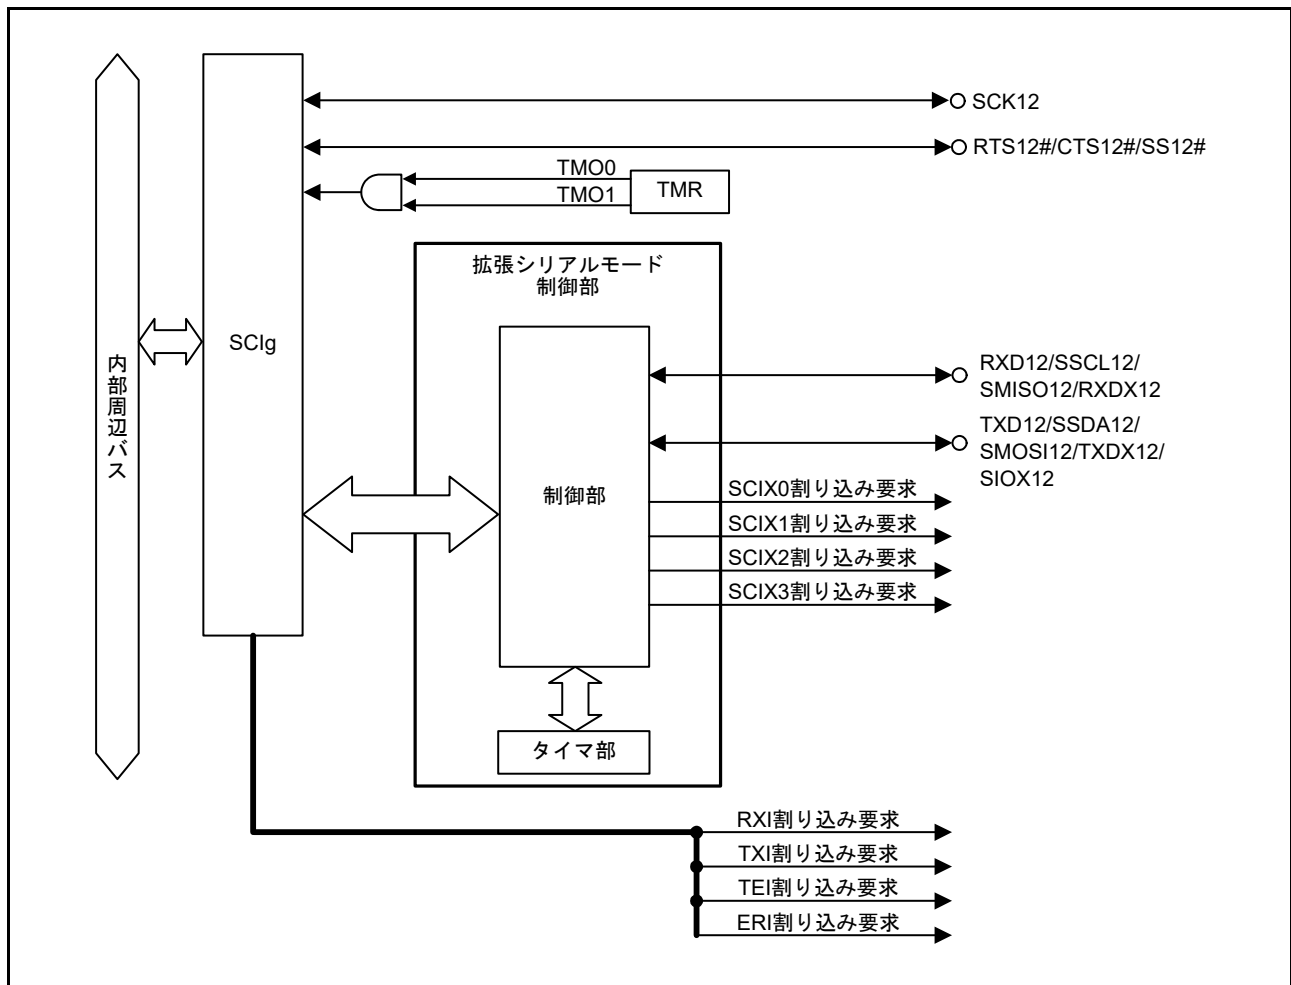 SCK12
RTS12#/CTS12#/SS12#
TMO0
TMO1
TMR
拡張シリアルモード
制御部
SCIg
内部周辺バス
RXD12/SSCL12/
SMISO12/RXDX12
TXD12/SSDA12/
SMOSI12/TXDX12/
SIOX12
制御部
SCIX0割り込み要求
SCIX1割り込み要求
SCIX2割り込み要求
SCIX3割り込み要求
タイマ部
RXI割り込み要求
TXI割り込み要求
TEI割り込み要求
ERI割り込み要求